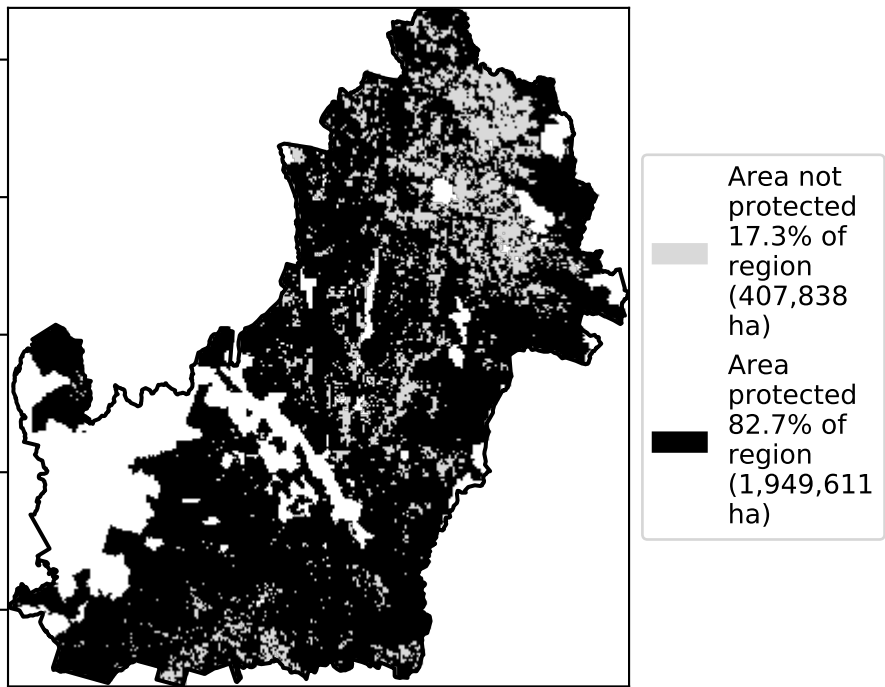 Area not
protected
17.3% of
region
(407,838
ha)
Area
protected
82.7% of
region
(1,949,611
ha)